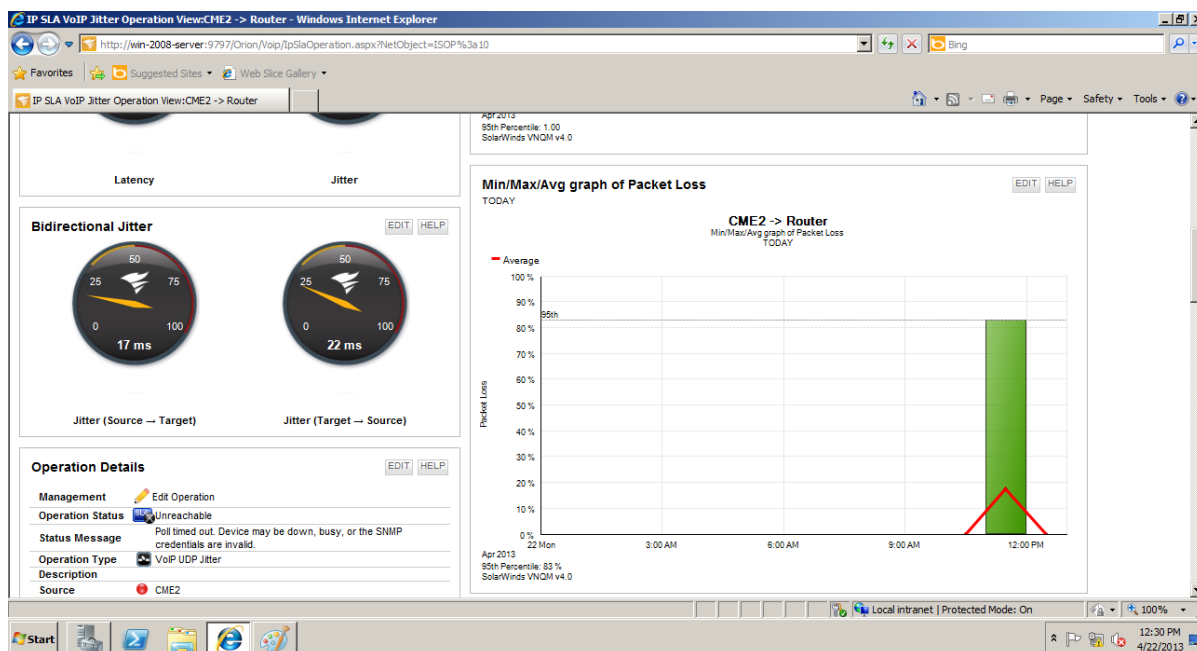 IP SLA VoIP Jitter Operation View:CME2 -> Router - Windows Internet Explorer
http://win-2008-server:9797/Orion/Voip/IpSlaOperation.aspx?NetObject=ISOP%3a10
Bing
Favorites
Suggested Sites
Web Slice Gallery
IP SLA VoIP Jitter Operation View:CME2 -> Router
Page
Safety
Tools
Latency
Jitter
Bidirectional Jitter
EDIT
HELP
50
25
75
0
100
17 ms
50
25
75
0
100
22 ms
Jitter (Source → Target)
Jitter (Target → Source)
Operation Details
EDIT
HELP
Management Edit Operation
Operation Status Unreachable
Status Message Poll timed out. Device may be down, busy, or the SNMP
credentials are invalid.
Operation Type VoIP UDP Jitter
Description
Source CME2
Apr 2013
95th Percentile: 1.00
SolarWinds VNQM v4.0
Min/Max/Avg graph of Packet Loss
EDIT
HELP
TODAY
CME2 -> Router
Min/Max/Avg graph of Packet Loss
TODAY
Average
100 %
90 %
95th
80 %
70 %
60 %
50 %
40 %
30 %
20 %
10 %
0 %
Packet Loss
22 Mon
3:00 AM
6:00 AM
9:00 AM
12:00 PM
Apr 2013
95th Percentile: 83 %
SolarWinds VNQM v4.0
Local intranet | Protected Mode: On
100%
Start
12:30 PM
4/22/2013